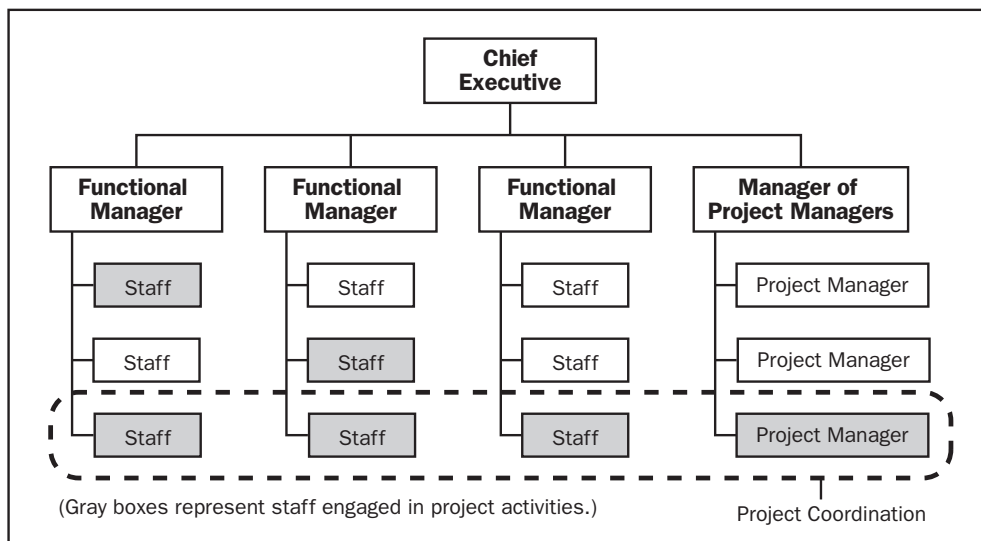 Chief
Executive
Functional
Manager
Functional
Manager
Functional
Manager
Manager of
Project Managers
Staff
Staff
Staff
Project Manager
Staff
Staff
Staff
Project Manager
Staff
Staff
Staff
Project Manager
(Gray boxes represent staff engaged in project activities.)
Project Coordination